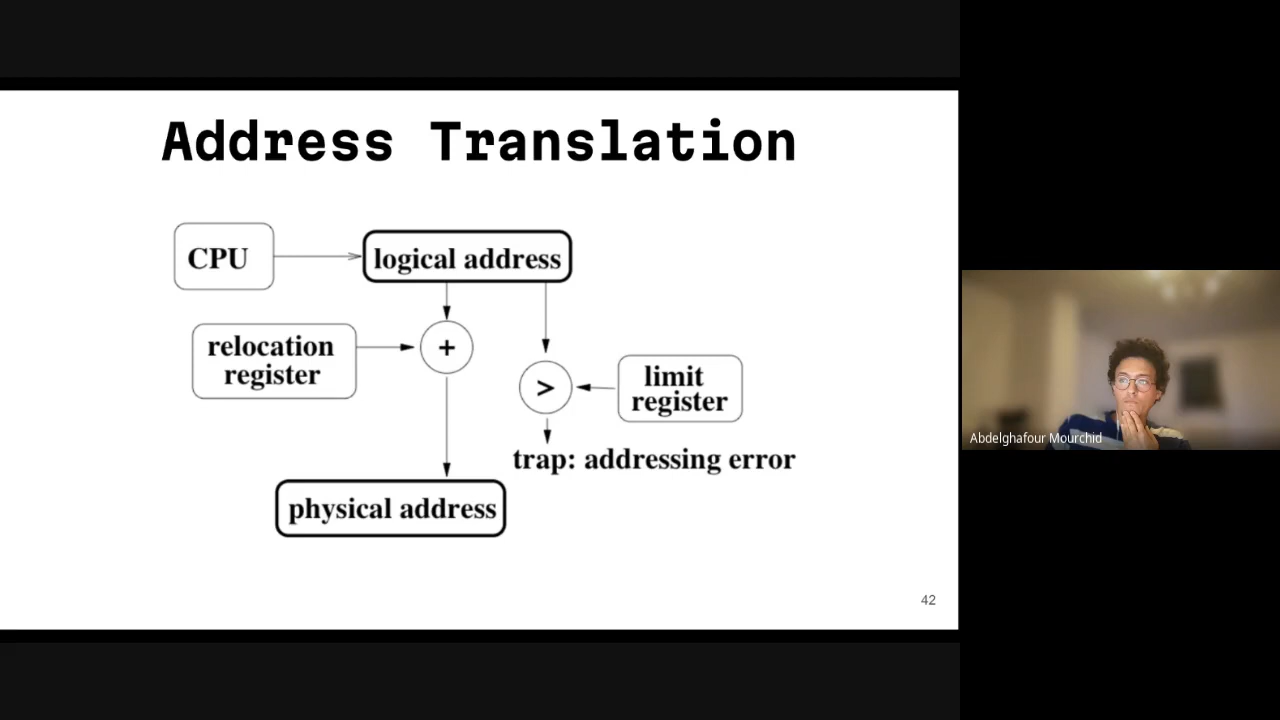 Address Translation
CPU
logical address
relocation
register
+
>
limit
register
trap: addressing error
physical address
42
Abdelghafour Mourchid